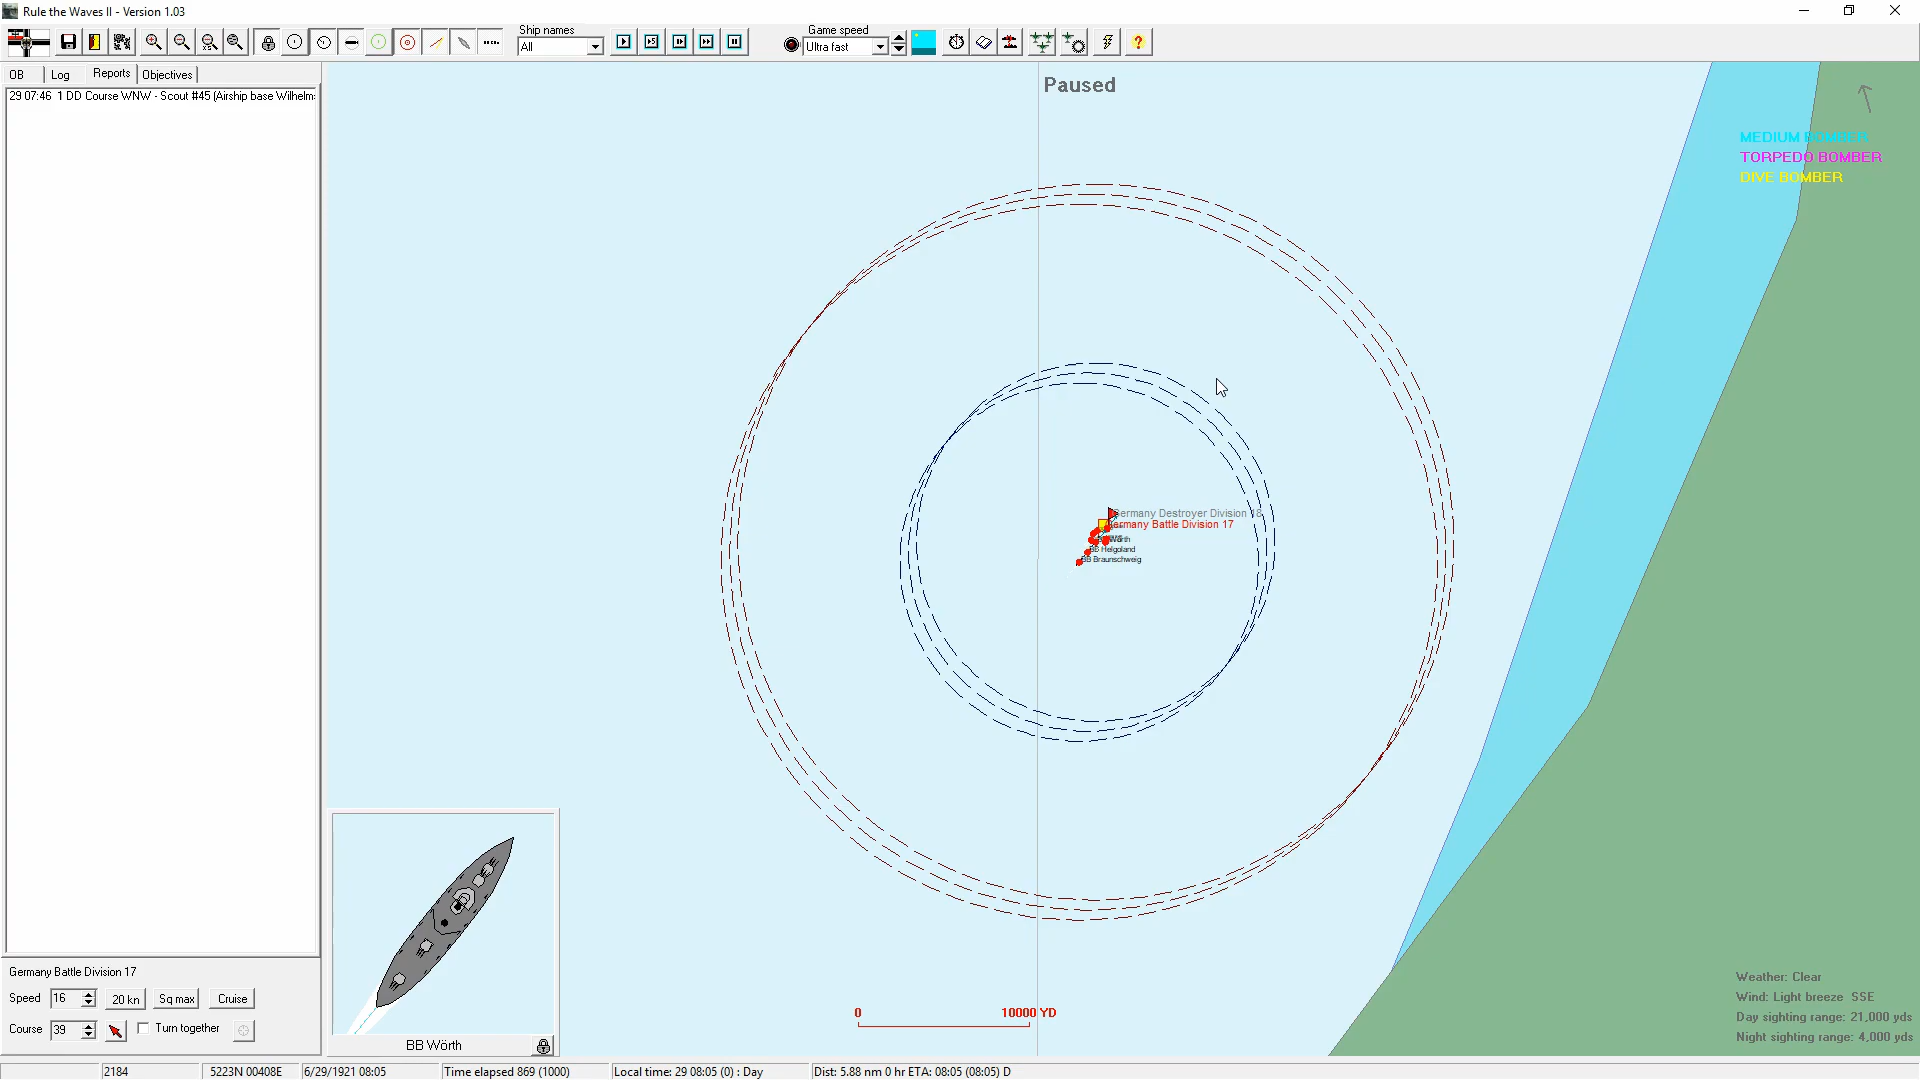 Rule the Waves II - Version 1.03
Ship names
All
Game speed
Ultra fast
OB
Log
Reports
Objectives
29 07:46 1 DD Course WNW - Scout #45 (Airship base Wilhelm:
Paused
MEDIUM BOMBER
TORPEDO BOMBER
DIVE BOMBER
Germany Destroyer Division 18
Germany Battle Division 17
BB Helgoland
BB Braunschweig
0
10000 YD
Weather: Clear
Wind: Light breeze SSE
Day sighting range: 21,000 yds
Night sighting range: 4,000 yds
Germany Battle Division 17
Speed
16
20 kn
Sq max
Cruise
Course
39
Turn together
BB Wörth
2184
5223N 00408E
6/29/1921 08:05
Time elapsed 869 (1000)
Local time: 29 08:05 (0) : Day
Dist: 5.88 nm 0 hr ETA: 08:05 (08:05) D